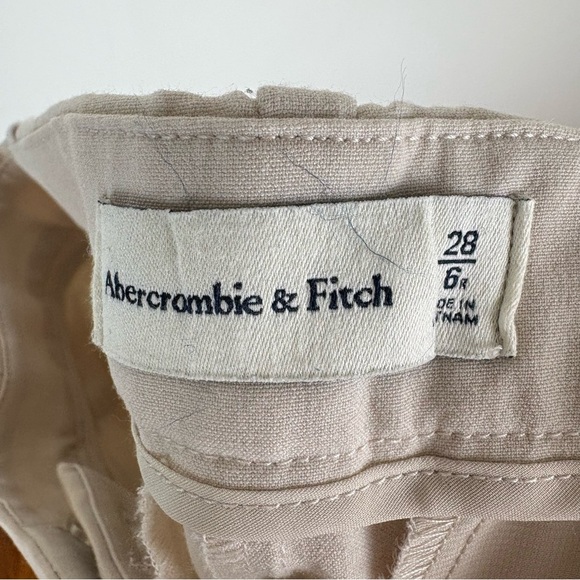 Abercrombie & Fitch
28
6R
DE IN
TNAM